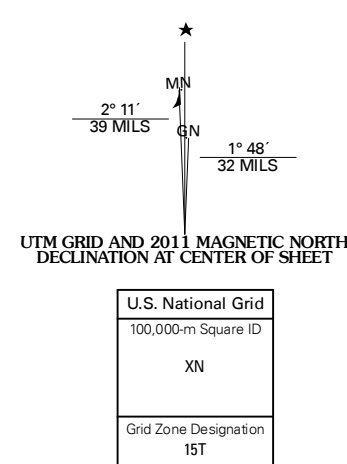 MN
2° 11´
39 MILS
GN
1° 48´
32 MILS
UTM GRID AND 2011 MAGNETIC NORTH
DECLINATION AT CENTER OF SHEET
U.S. National Grid
100,000-m Square ID
XN
Grid Zone Designation
15T